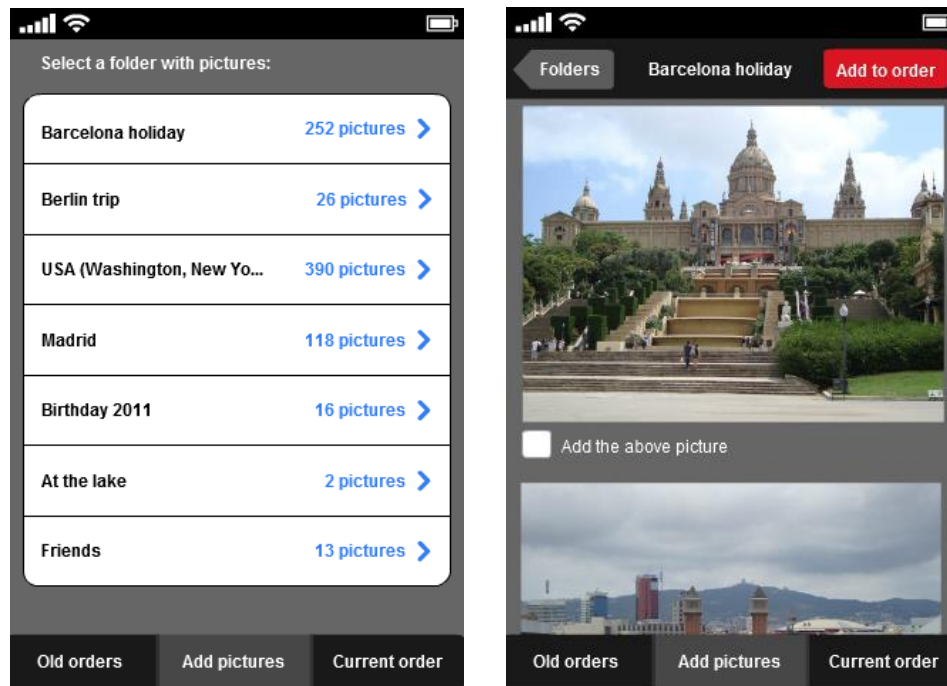 Select a folder with pictures:
Barcelona holiday 252 pictures
Berlin trip 26 pictures
USA (Washington, New Yo... 390 pictures
Madrid 118 pictures
Birthday 2011 16 pictures
At the lake 2 pictures
Friends 13 pictures
Old orders Add pictures Current order
Folders Barcelona holiday Add to order
Add the above picture
Old orders Add pictures Current order